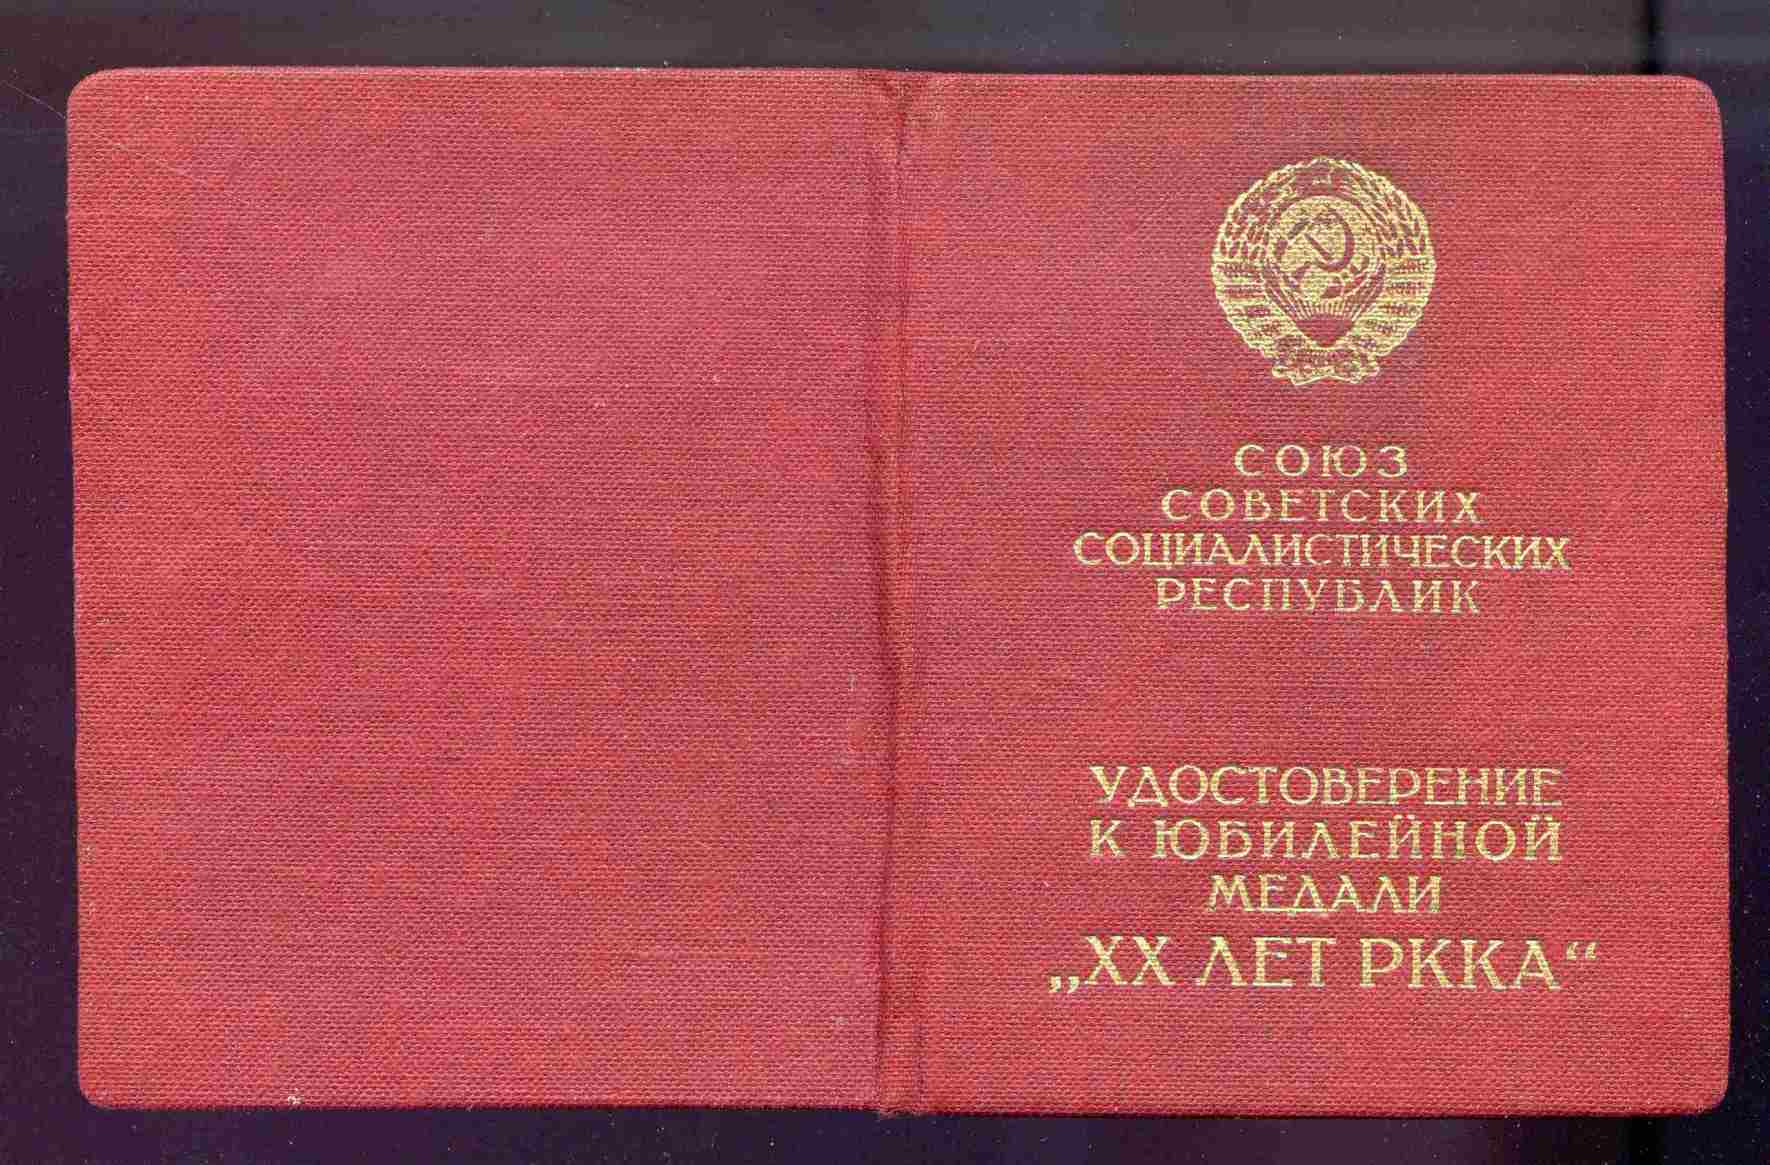 СОЮЗ
СОВЕТСКИХ
СОЦИАЛИСТИЧЕСКИХ
РЕСПУБЛИК
УДОСТОВЕРЕНИЕ
К ЮБИЛЕЙНОЙ
МЕДАЛИ
„XX ЛЕТ РККА“